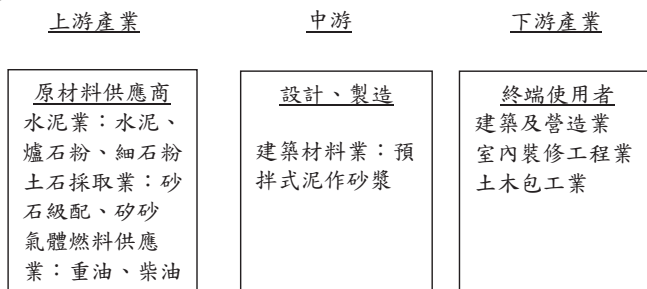 上游產業
中游
下游產業
原材料供應商
水泥業：水泥、
爐石粉、細石粉
土石採取業：砂
石級配、矽砂
氣體燃料供應
業：重油、柴油
設計、製造
建築材料業：預
拌式泥作砂漿
終端使用者
建築及營造業
室內裝修工程業
土木包工業